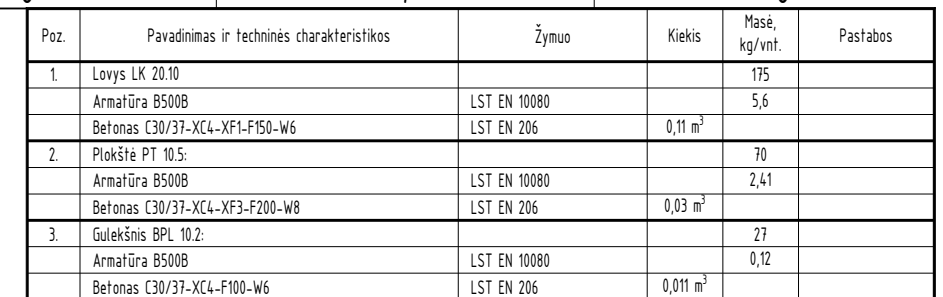 Poz. Pavadinimas ir techninės charakteristikos Žymuo Kiekis Masė, kg/vnt. Pastabos
1. Lovys LK 20.10 175
Armatūra B500B LST EN 10080 5,6
Betonas C30/37-XC4-XF1-F150-W6 LST EN 206 0,11 m³
2. Plokštė PT 10.5: 70
Armatūra B500B LST EN 10080 2,41
Betonas C30/37-XC4-XF3-F200-W8 LST EN 206 0,03 m³
3. Gulekšnis BPL 10.2: 27
Armatūra B500B LST EN 10080 0,12
Betonas C30/37-XC4-F100-W6 LST EN 206 0,011 m³